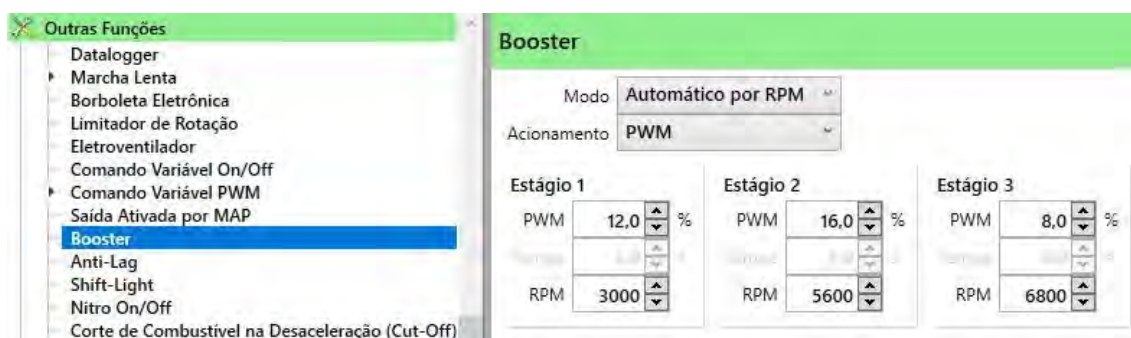 Outras Funções
Datalogger
Marcha Lenta
Borboleta Eletrônica
Limitador de Rotação
Eletroventilador
Comando Variável On/Off
Comando Variável PWM
Saída Ativada por MAP
Booster
Anti-Lag
Shift-Light
Nitro On/Off
Corte de Combustível na Desaceleração (Cut-Off)
Booster
Modo Automático por RPM
Acionamento PWM
Estágio 1 Estágio 2 Estágio 3
PWM 12,0 % PWM 16,0 % PWM 8,0 %
RPM 3000 RPM 5600 RPM 6800